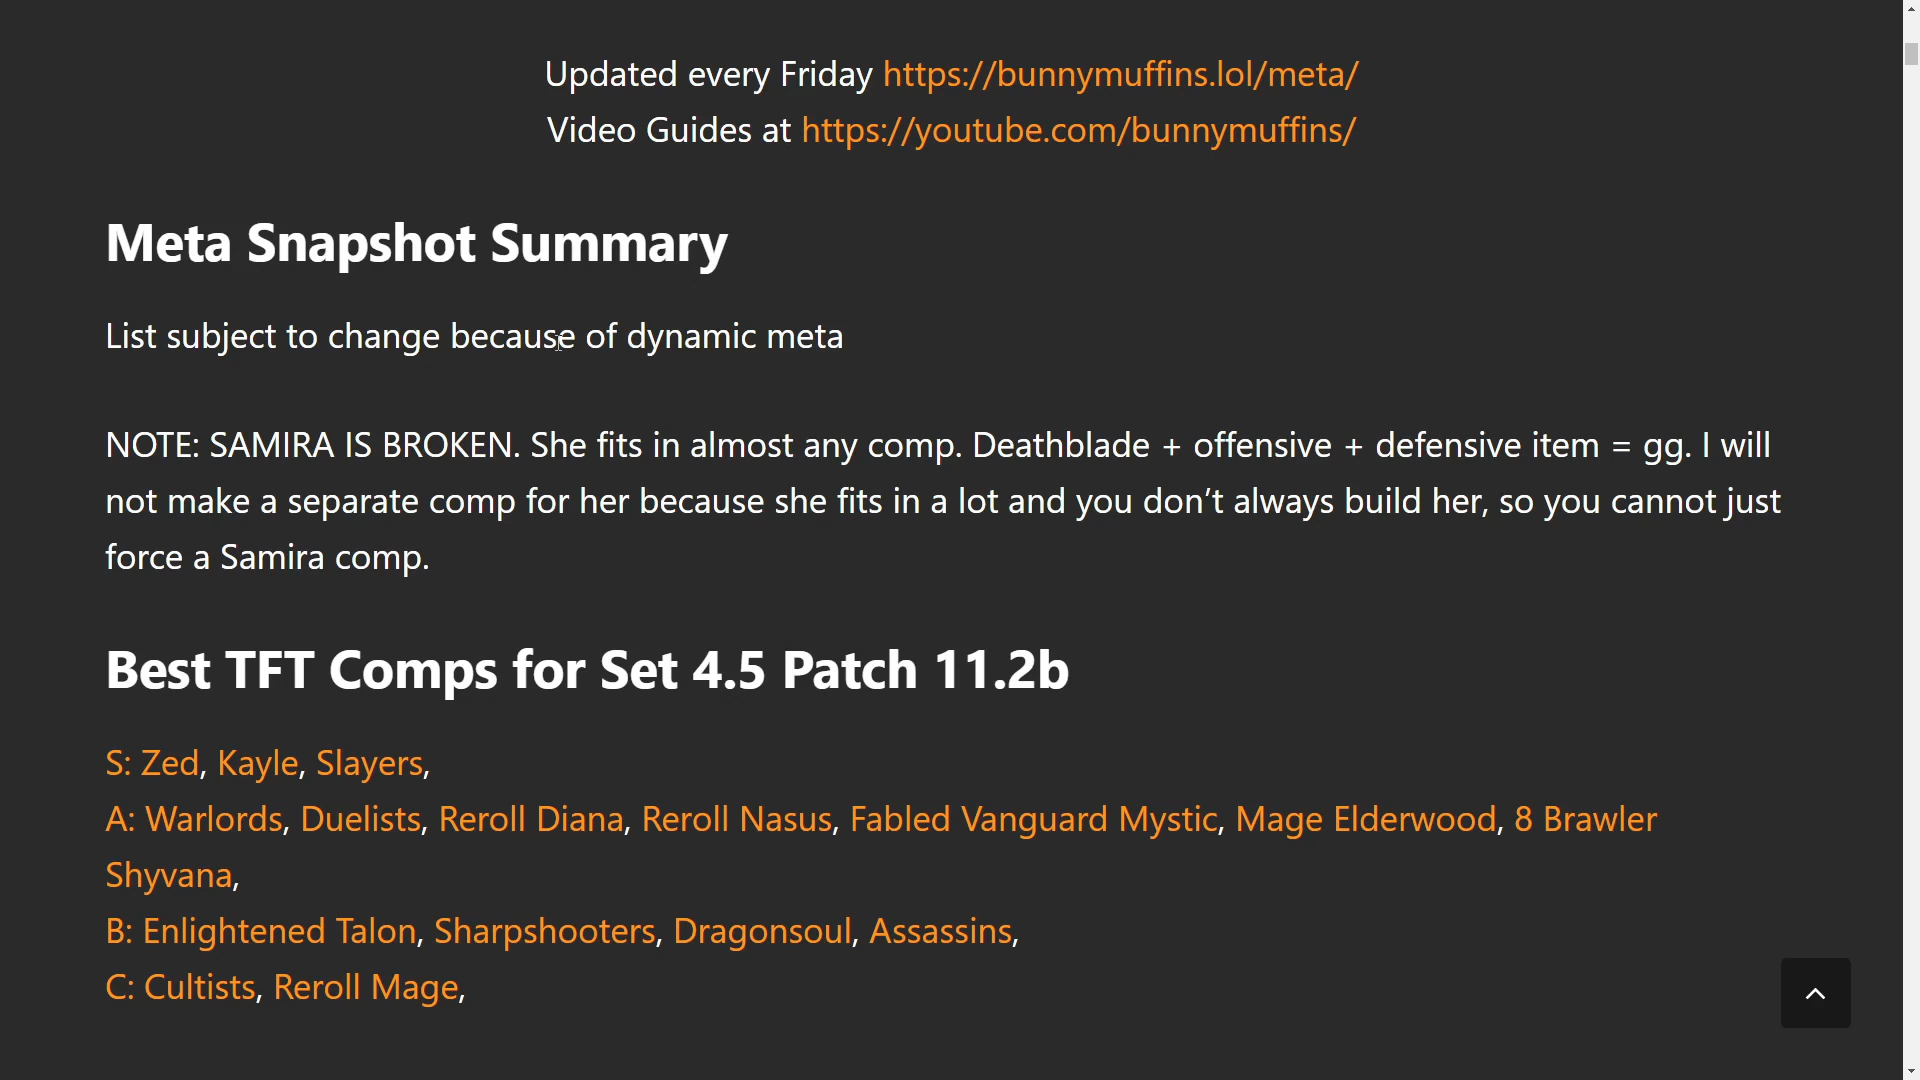 Updated every Friday https://bunnymuffins.lol/meta/
Video Guides at https://youtube.com/bunnymuffins/
Meta Snapshot Summary
List subject to change because of dynamic meta
NOTE: SAMIRA IS BROKEN. She fits in almost any comp. Deathblade + offensive + defensive item = gg. I will
not make a separate comp for her because she fits in a lot and you don’t always build her, so you cannot just
force a Samira comp.
Best TFT Comps for Set 4.5 Patch 11.2b
S: Zed, Kayle, Slayers,
A: Warlords, Duelists, Reroll Diana, Reroll Nasus, Fabled Vanguard Mystic, Mage Elderwood, 8 Brawler
Shyvana,
B: Enlightened Talon, Sharpshooters, Dragonsoul, Assassins,
C: Cultists, Reroll Mage,